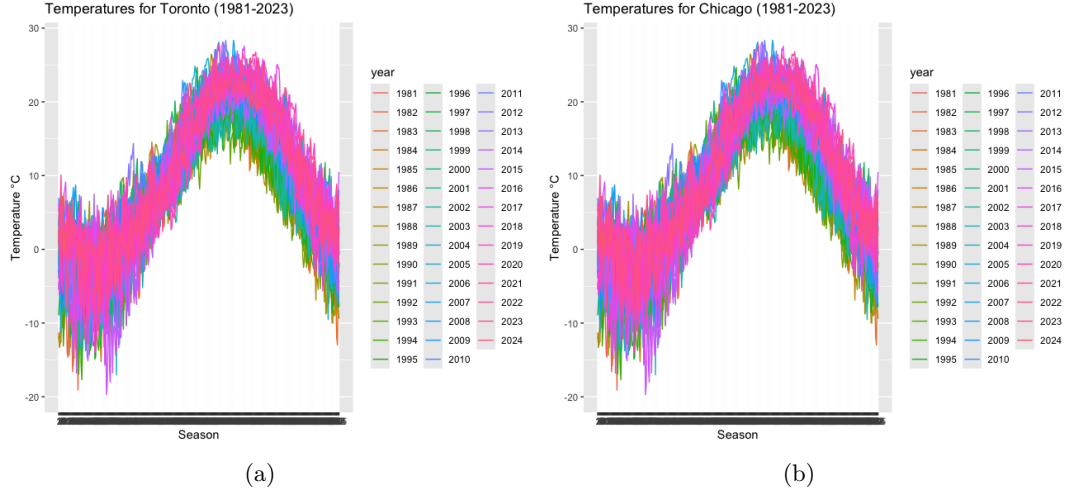 Temperatures for Toronto (1981-2023)
30
20
10
0
-10
-20
Temperature °C
Season
year
1981 1996 2011
1982 1997 2012
1983 1998 2013
1984 1999 2014
1985 2000 2015
1986 2001 2016
1987 2002 2017
1988 2003 2018
1989 2004 2019
1990 2005 2020
1991 2006 2021
1992 2007 2022
1993 2008 2023
1994 2009 2024
1995 2010
(a)
Temperatures for Chicago (1981-2023)
30
20
10
0
-10
-20
Temperature °C
Season
year
1981 1996 2011
1982 1997 2012
1983 1998 2013
1984 1999 2014
1985 2000 2015
1986 2001 2016
1987 2002 2017
1988 2003 2018
1989 2004 2019
1990 2005 2020
1991 2006 2021
1992 2007 2022
1993 2008 2023
1994 2009 2024
1995 2010
(b)